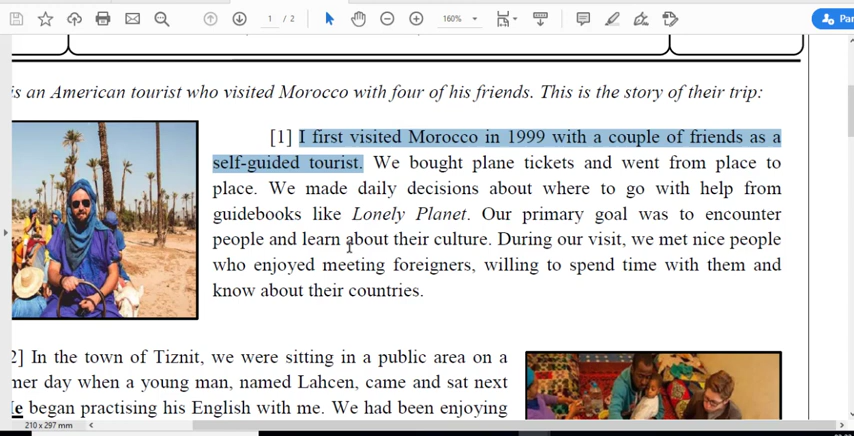 1 / 2
160%
Par
is an American tourist who visited Morocco with four of his friends. This is the story of their trip:
[1] I first visited Morocco in 1999 with a couple of friends as a
self-guided tourist. We bought plane tickets and went from place to
place. We made daily decisions about where to go with help from
guidebooks like Lonely Planet. Our primary goal was to encounter
people and learn about their culture. During our visit, we met nice people
who enjoyed meeting foreigners, willing to spend time with them and
know about their countries.
2] In the town of Tiznit, we were sitting in a public area on a
mer day when a young man, named Lahcen, came and sat next
He began practising his English with me. We had been enjoying
210 x 297 mm